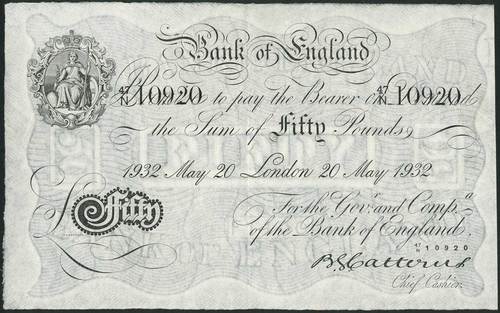 Bank of England
47/N 10920 to pay the Bearer on Demand 47/N 10920
the Sum of Fifty Pounds
1932 May 20 London 20 May 1932
For the Govr. and Compa.
Fifty
of the Bank of England.
47/N 10920
B G Catterns
Chief Cashier.